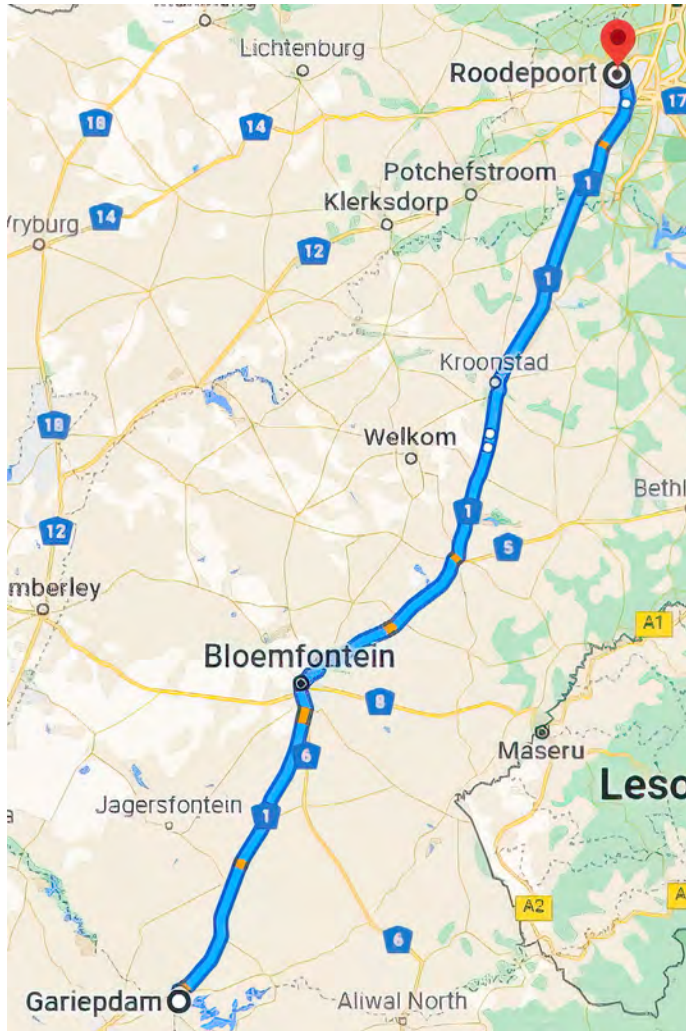 Lichtenburg
Roodepoort
18
14
17
Potchefstroom
1
Klerksdorp
14
ryburg
12
1
Kroonstad
18
Welkom
Bethl
1
12
5
mberley
A1
Bloemfontein
8
Maseru
6
Leso
Jagersfontein
1
A
A2
6
Gariepdam
Aliwal North